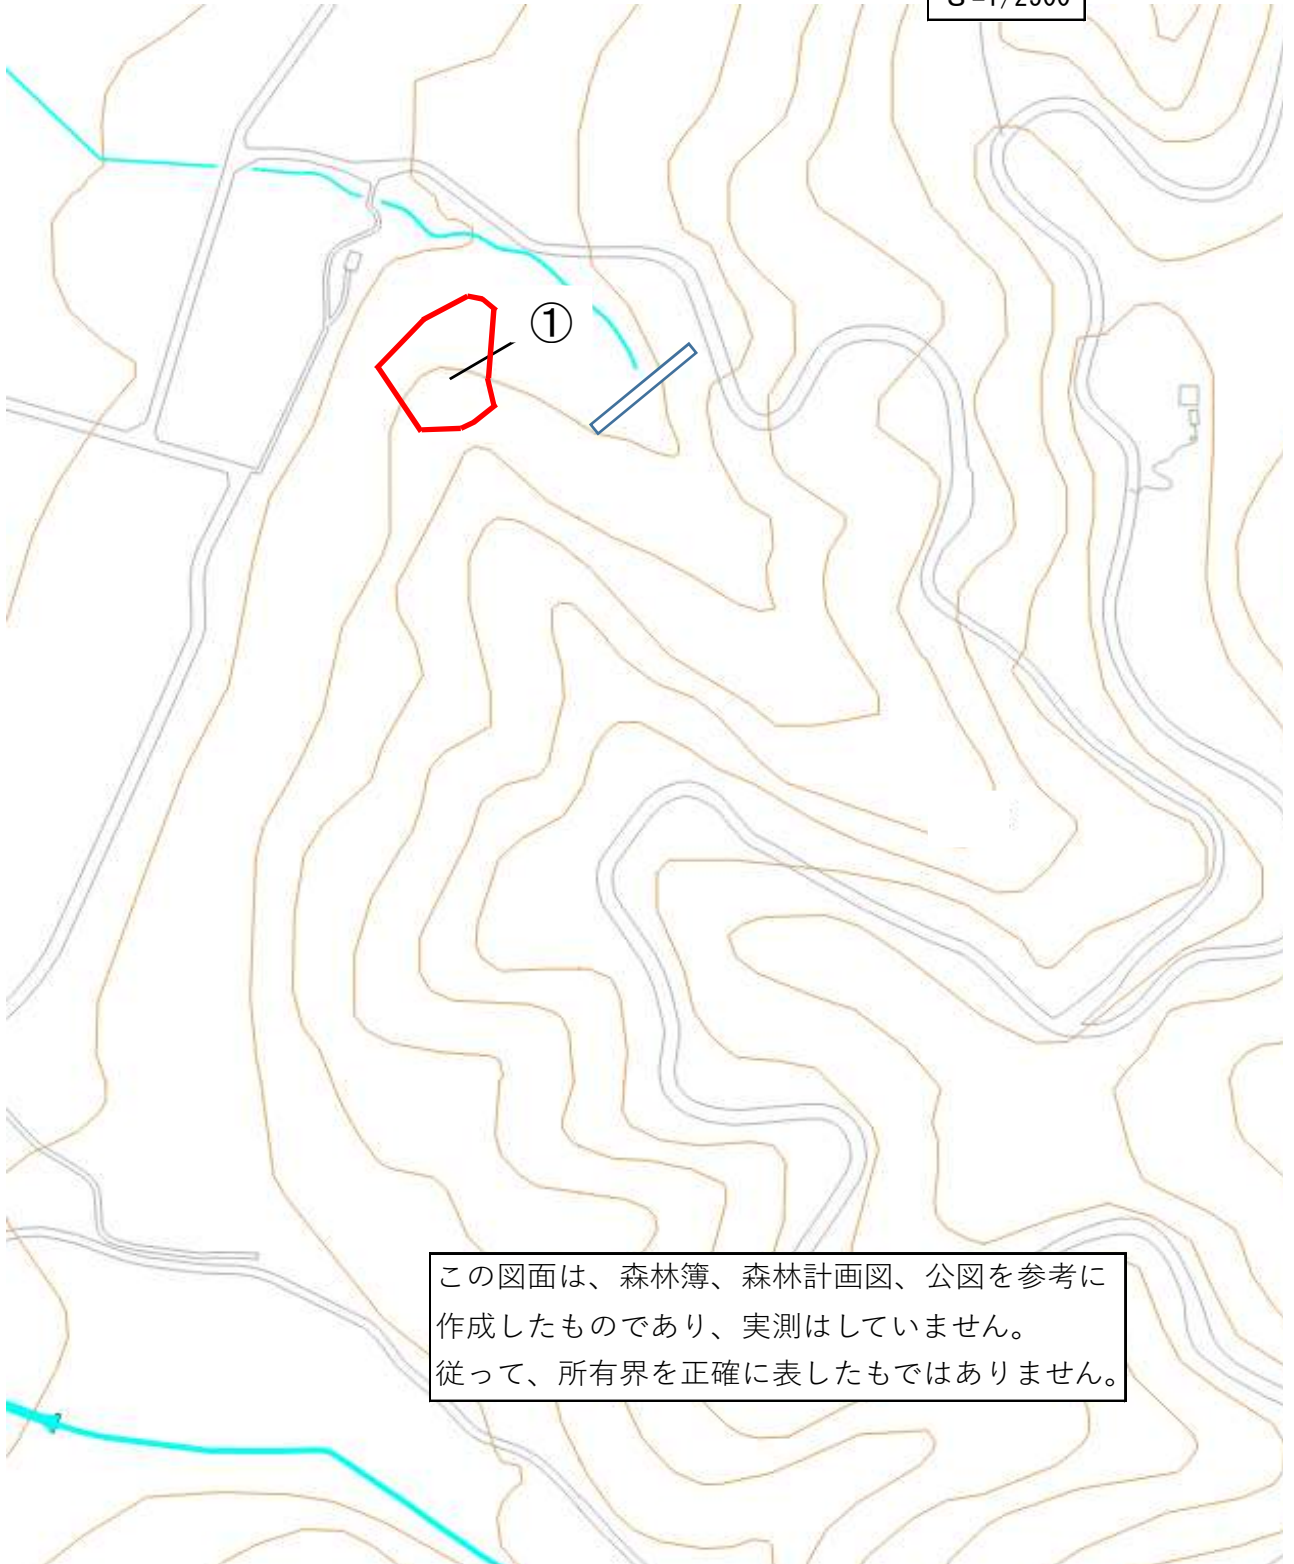 ①
この図面は、森林簿、森林計画図、公図を参考に
作成したものであり、実測はしていません。
従って、所有界を正確に表したもではありません。